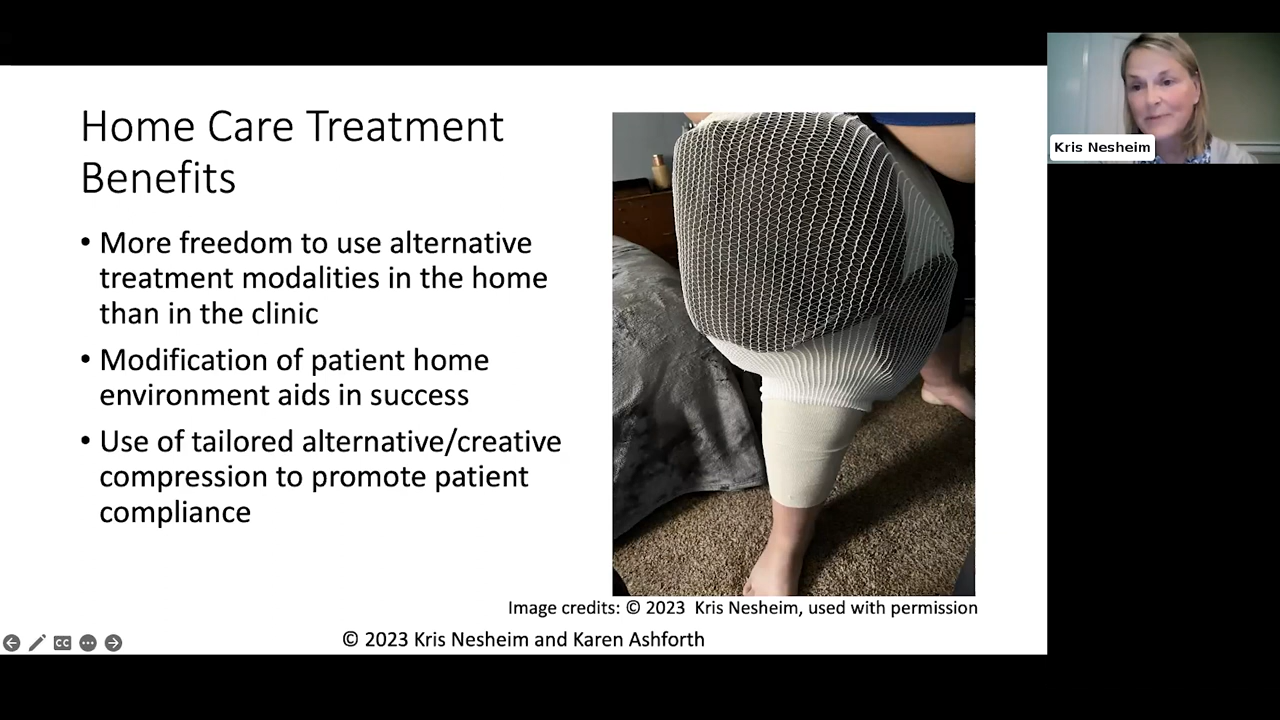 Home Care Treatment
Benefits
• More freedom to use alternative
treatment modalities in the home
than in the clinic
• Modification of patient home
environment aids in success
• Use of tailored alternative/creative
compression to promote patient
compliance
Image credits: © 2023  Kris Nesheim, used with permission
© 2023 Kris Nesheim and Karen Ashforth
CC
Kris Nesheim